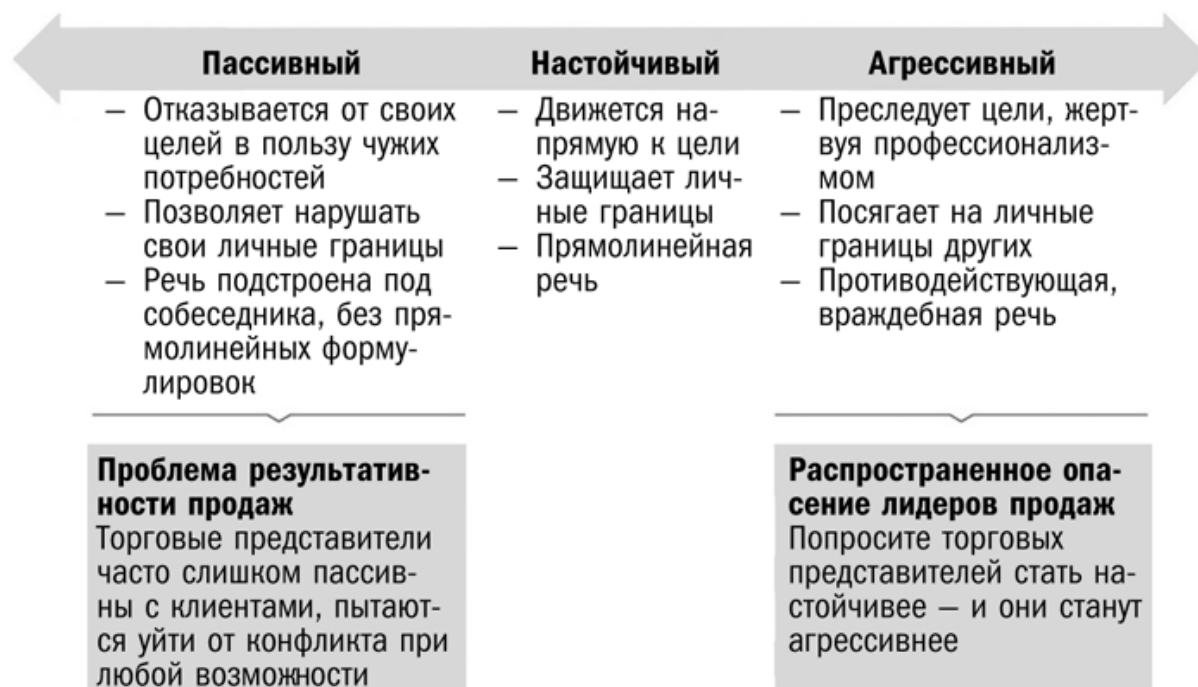 Пассивный
— Отказывается от своих
целей в пользу чужих
потребностей
— Позволяет нарушать
свои личные границы
— Речь подстроена под
собеседника, без пря-
молинейных форму-
лировок
Проблема результатив-
ности продаж
Торговые представители
часто слишком пассив-
ны с клиентами, пытают-
ся уйти от конфликта при
любой возможности
Настойчивый
— Движется на-
прямую к цели
— Защищает лич-
ные границы
— Прямолинейная
речь
Агрессивный
— Преследует цели, жерт-
вуя профессионализ-
мом
— Посягает на личные
границы других
— Противодействующая,
враждебная речь
Распространенное опа-
сение лидеров продаж
Попросите торговых
представителей стать на-
стойчивее — и они станут
агрессивнее